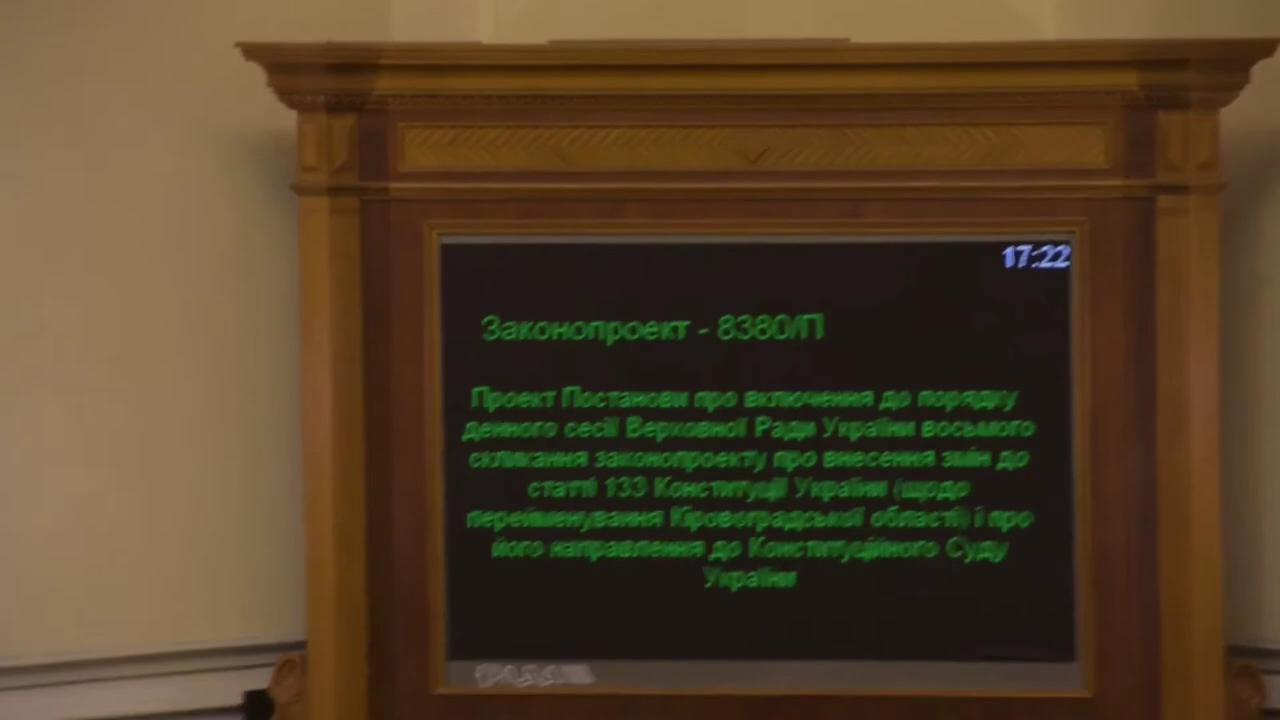 17:22
Законопроект - 8380/П
Проект Постанови про включення до порядку
денного сесії Верховної Ради України восьмого
скликання законопроекту про внесення змін до
статті 133 Конституції України (щодо
перейменування Кіровоградської області) і про
його направлення до Конституційного Суду
України